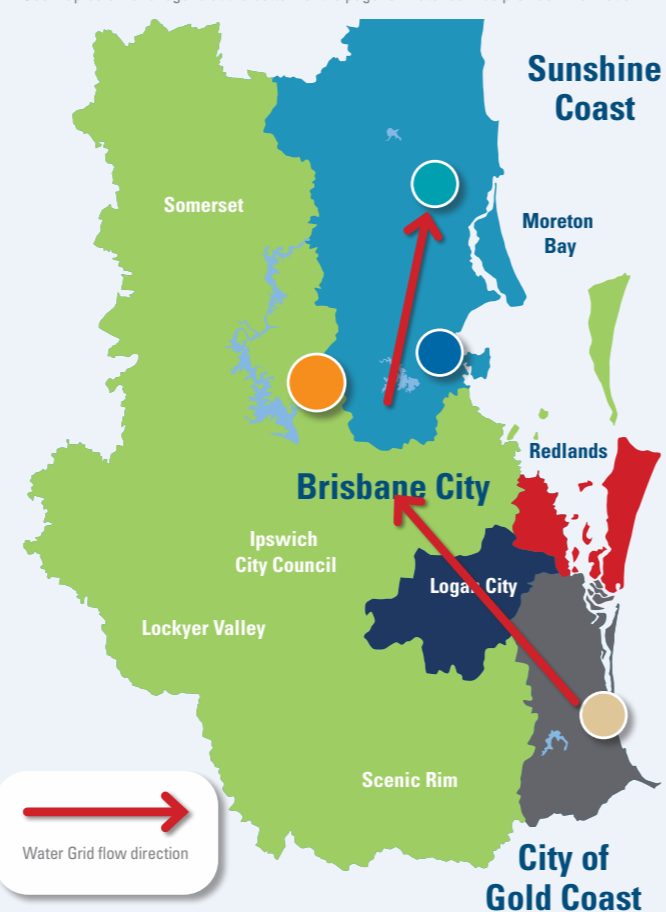 Sunshine
Coast
Somerset
Moreton
Bay
Redlands
Brisbane City
Ipswich
City Council
Logan City
Lockyer Valley
Scenic Rim
Water Grid flow direction
City of
Gold Coast